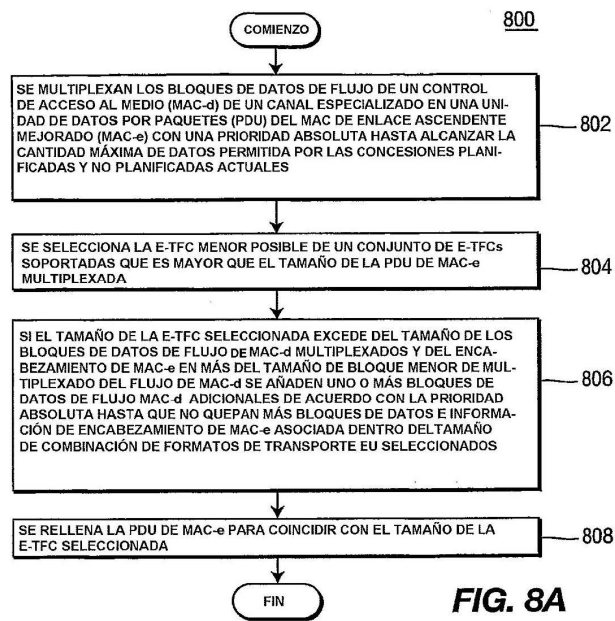 800
COMIENZO
SE MULTIPLEXAN LOS BLOQUES DE DATOS DE FLUJO DE UN CONTROL
DE ACCESO AL MEDIO (MAC-d) DE UN CANAL ESPECIALIZADO EN UNA UNI-
DAD DE DATOS POR PAQUETES (PDU) DEL MAC DE ENLACE ASCENDENTE
MEJORADO (MAC-e) CON UNA PRIORIDAD ABSOLUTA HASTA ALCANZAR LA
CANTIDAD MÁXIMA DE DATOS PERMITIDA POR LAS CONCESIONES PLANI-
FICADAS Y NO PLANIFICADAS ACTUALES
802
SE SELECCIONA LA E-TFC MENOR POSIBLE DE UN CONJUNTO DE E-TFCs
SOPORTADAS QUE ES MAYOR QUE EL TAMAÑO DE LA PDU DE MAC-e
MULTIPLEXADA
804
SI EL TAMAÑO DE LA E-TFC SELECCIONADA EXCEDE DEL TAMAÑO DE LOS
BLOQUES DE DATOS DE FLUJO DE MAC-d MULTIPLEXADOS Y DEL ENCA-
BEZAMIENTO DE MAC-e EN MÁS DEL TAMAÑO DE BLOQUE MENOR DE MUL-
TIPLEXADO DEL FLUJO DE MAC-d SE AÑADEN UNO O MÁS BLOQUES DE
DATOS DE FLUJO MAC-d ADICIONALES DE ACUERDO CON LA PRIORIDAD
ABSOLUTA HASTA QUE NO QUEPAN MÁS BLOQUES DE DATOS E INFORMA-
CIÓN DE ENCABEZAMIENTO DE MAC-e ASOCIADA DENTRO DELTAMAÑO
DE COMBINACIÓN DE FORMATOS DE TRANSPORTE EU SELECCIONADOS
806
SE RELLENA LA PDU DE MAC-e PARA COINCIDIR CON EL TAMAÑO DE LA
E-TFC SELECCIONADA
808
FIN
FIG. 8A